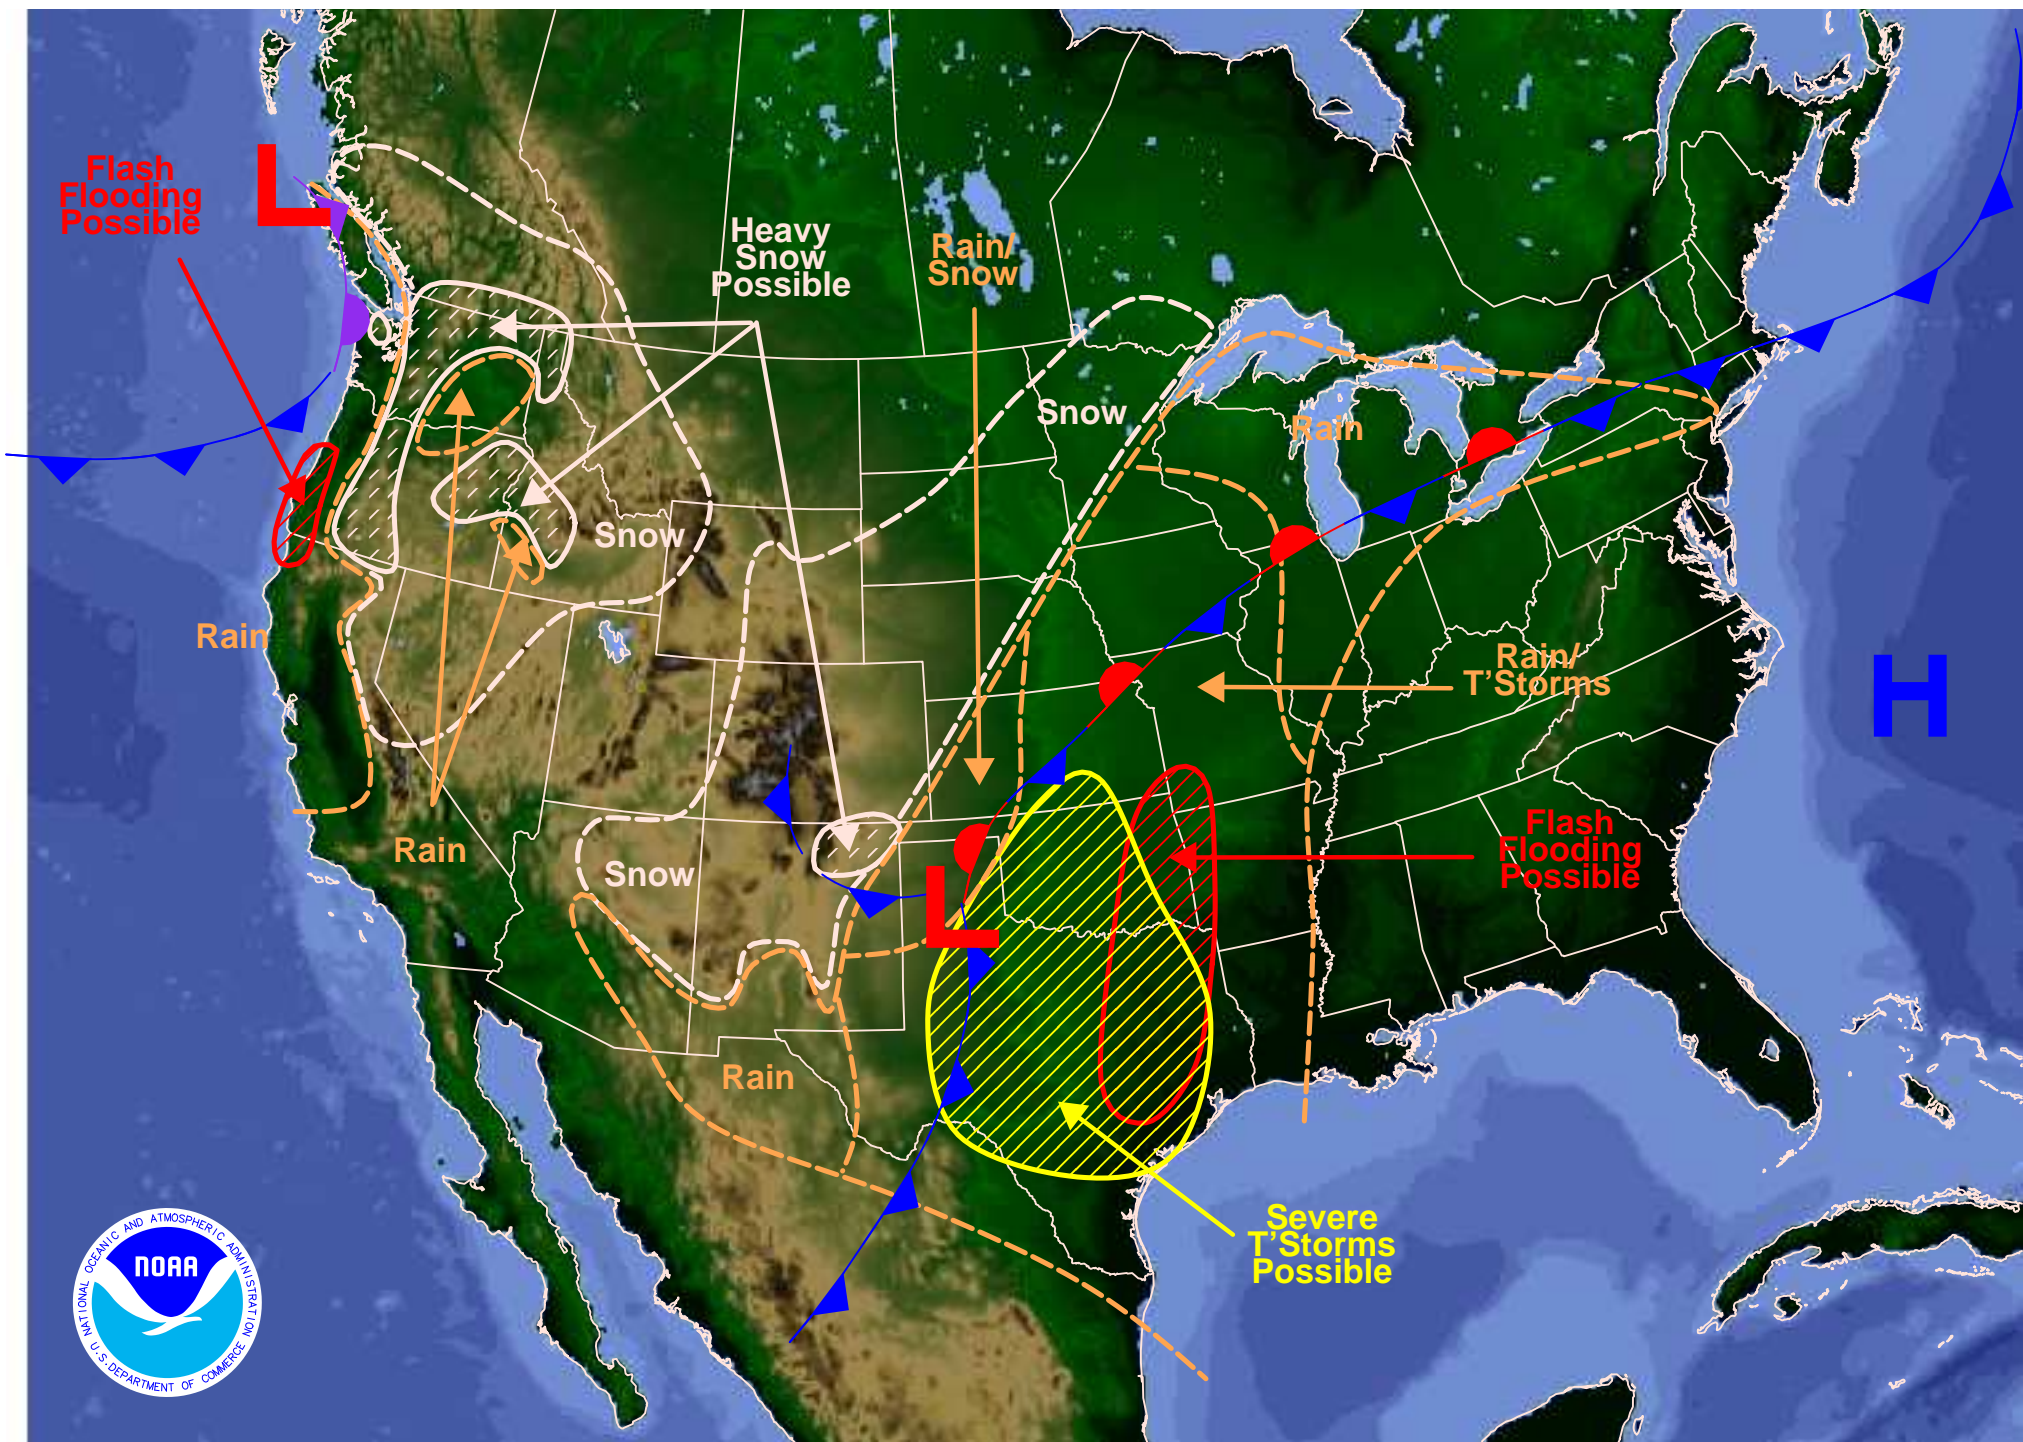 Flash
Flooding
Possible
L
Heavy
Snow
Possible
Rain/
Snow
Snow
Rain
Snow
Rain
Rain/
T'Storms
H
Rain
Snow
Flash
Flooding
Possible
L
Rain
Severe
T'Storms
Possible
NATIONAL OCEANIC AND ATMOSPHERIC ADMINISTRATION
NOAA
U.S. DEPARTMENT OF COMMERCE